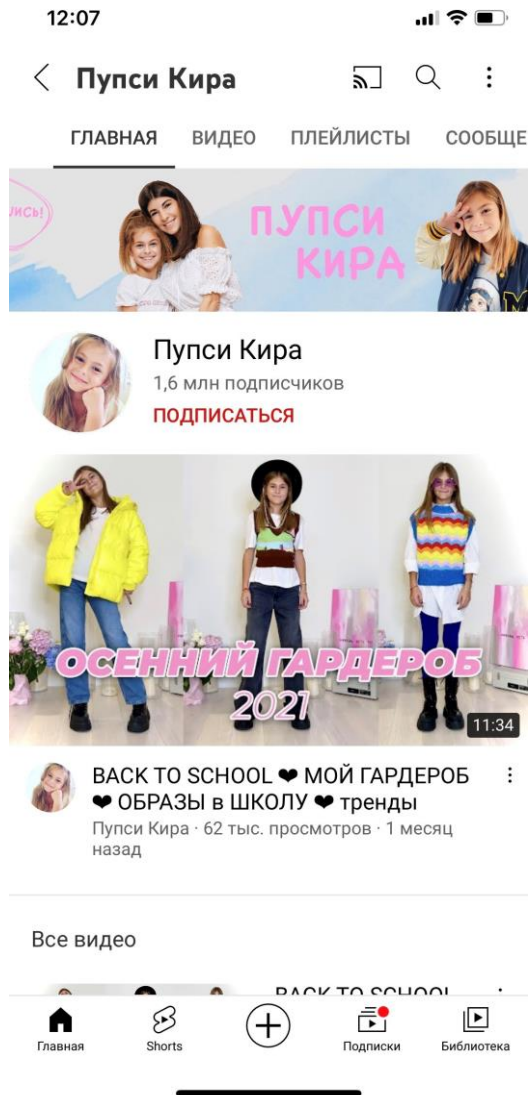 12:07
Пупси Кира
ГЛАВНАЯ ВИДЕО ПЛЕЙЛИСТЫ СООБЩЕ
ПУПСИ
КИРА
Пупси Кира
1,6 млн подписчиков
ПОДПИСАТЬСЯ
ОСЕННИЙ ГАРДЕРОБ
2021
11:34
BACK TO SCHOOL ❤ МОЙ ГАРДЕРОБ
❤ ОБРАЗЫ в ШКОЛУ ❤ тренды
Пупси Кира · 62 тыс. просмотров · 1 месяц
назад
Все видео
BACK TO SCHOOL
Главная Shorts Подписки Библиотека